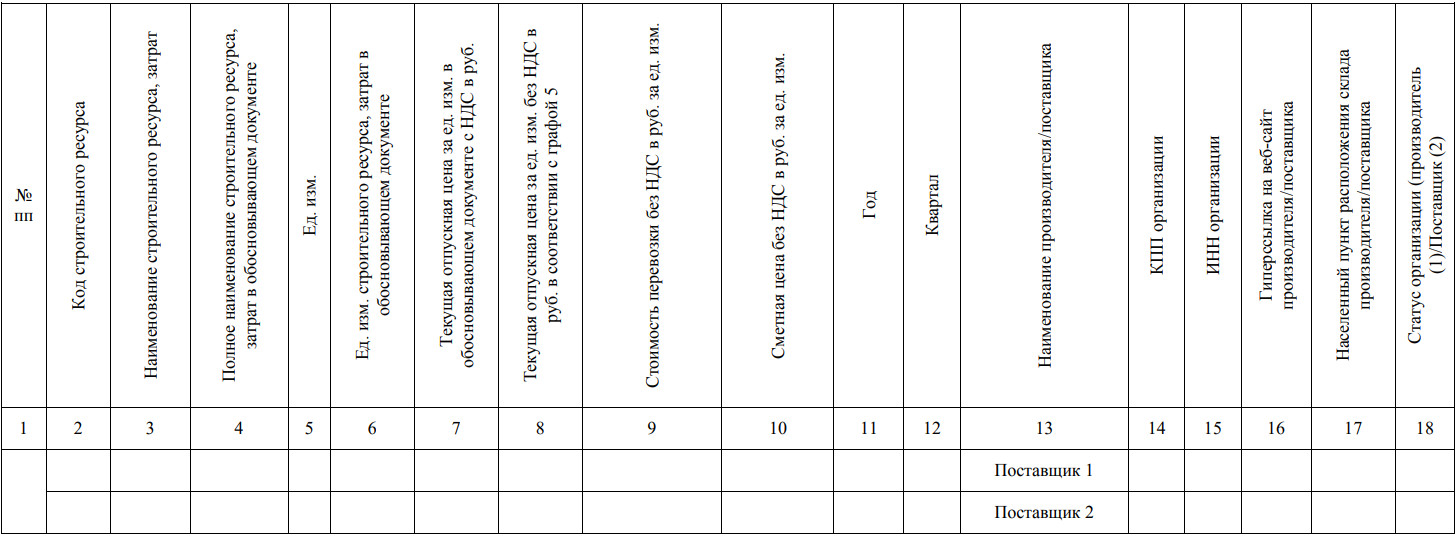 №
пп
Код строительного ресурса
Наименование строительного ресурса, затрат
Полное наименование строительного ресурса,
затрат в обосновывающем документе
Ед. изм.
Ед. изм. строительного ресурса, затрат в
обосновывающем документе
Текущая отпускная цена за ед. изм. в
обосновывающем документе с НДС в руб.
Текущая отпускная цена за ед. изм. без НДС в
руб. в соответствии с графой 5
Стоимость перевозки без НДС в руб. за ед. изм.
Сметная цена без НДС в руб. за ед. изм.
Год
Квартал
Наименование производителя/поставщика
КПП организации
ИНН организации
Гиперссылка на веб-сайт
производителя/поставщика
Населенный пункт расположения склада
производителя/поставщика
Статус организации (производитель
(1)/Поставщик (2)
1 2 3 4 5 6 7 8 9 10 11 12 13 14 15 16 17 18
Поставщик 1
Поставщик 2